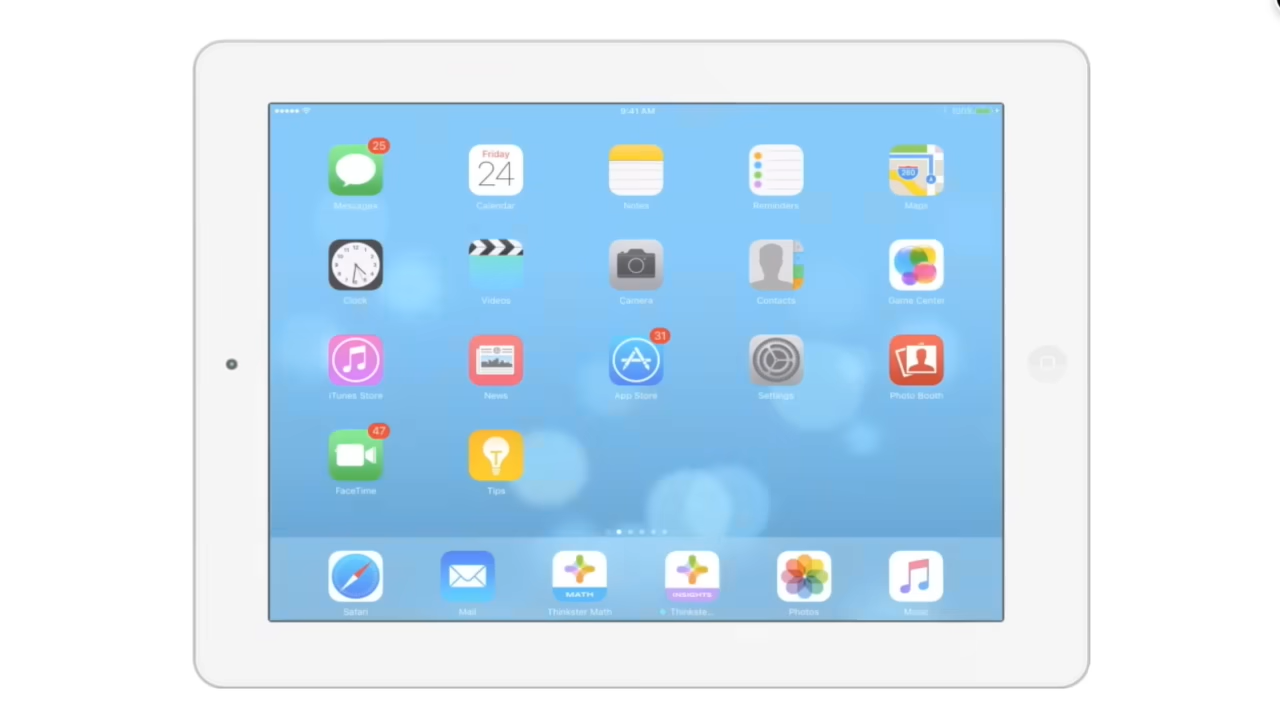 9:41 AM 100%
25
Friday
24
280
Messages Calendar Notes Reminders Maps
Clock Videos Camera Contacts Game Center
31
iTunes Store News App Store Settings Photo Booth
47
FaceTime Tips
MATH INSIGHTS
Safari Mail Thinkster Math Thinkste... Photos Music